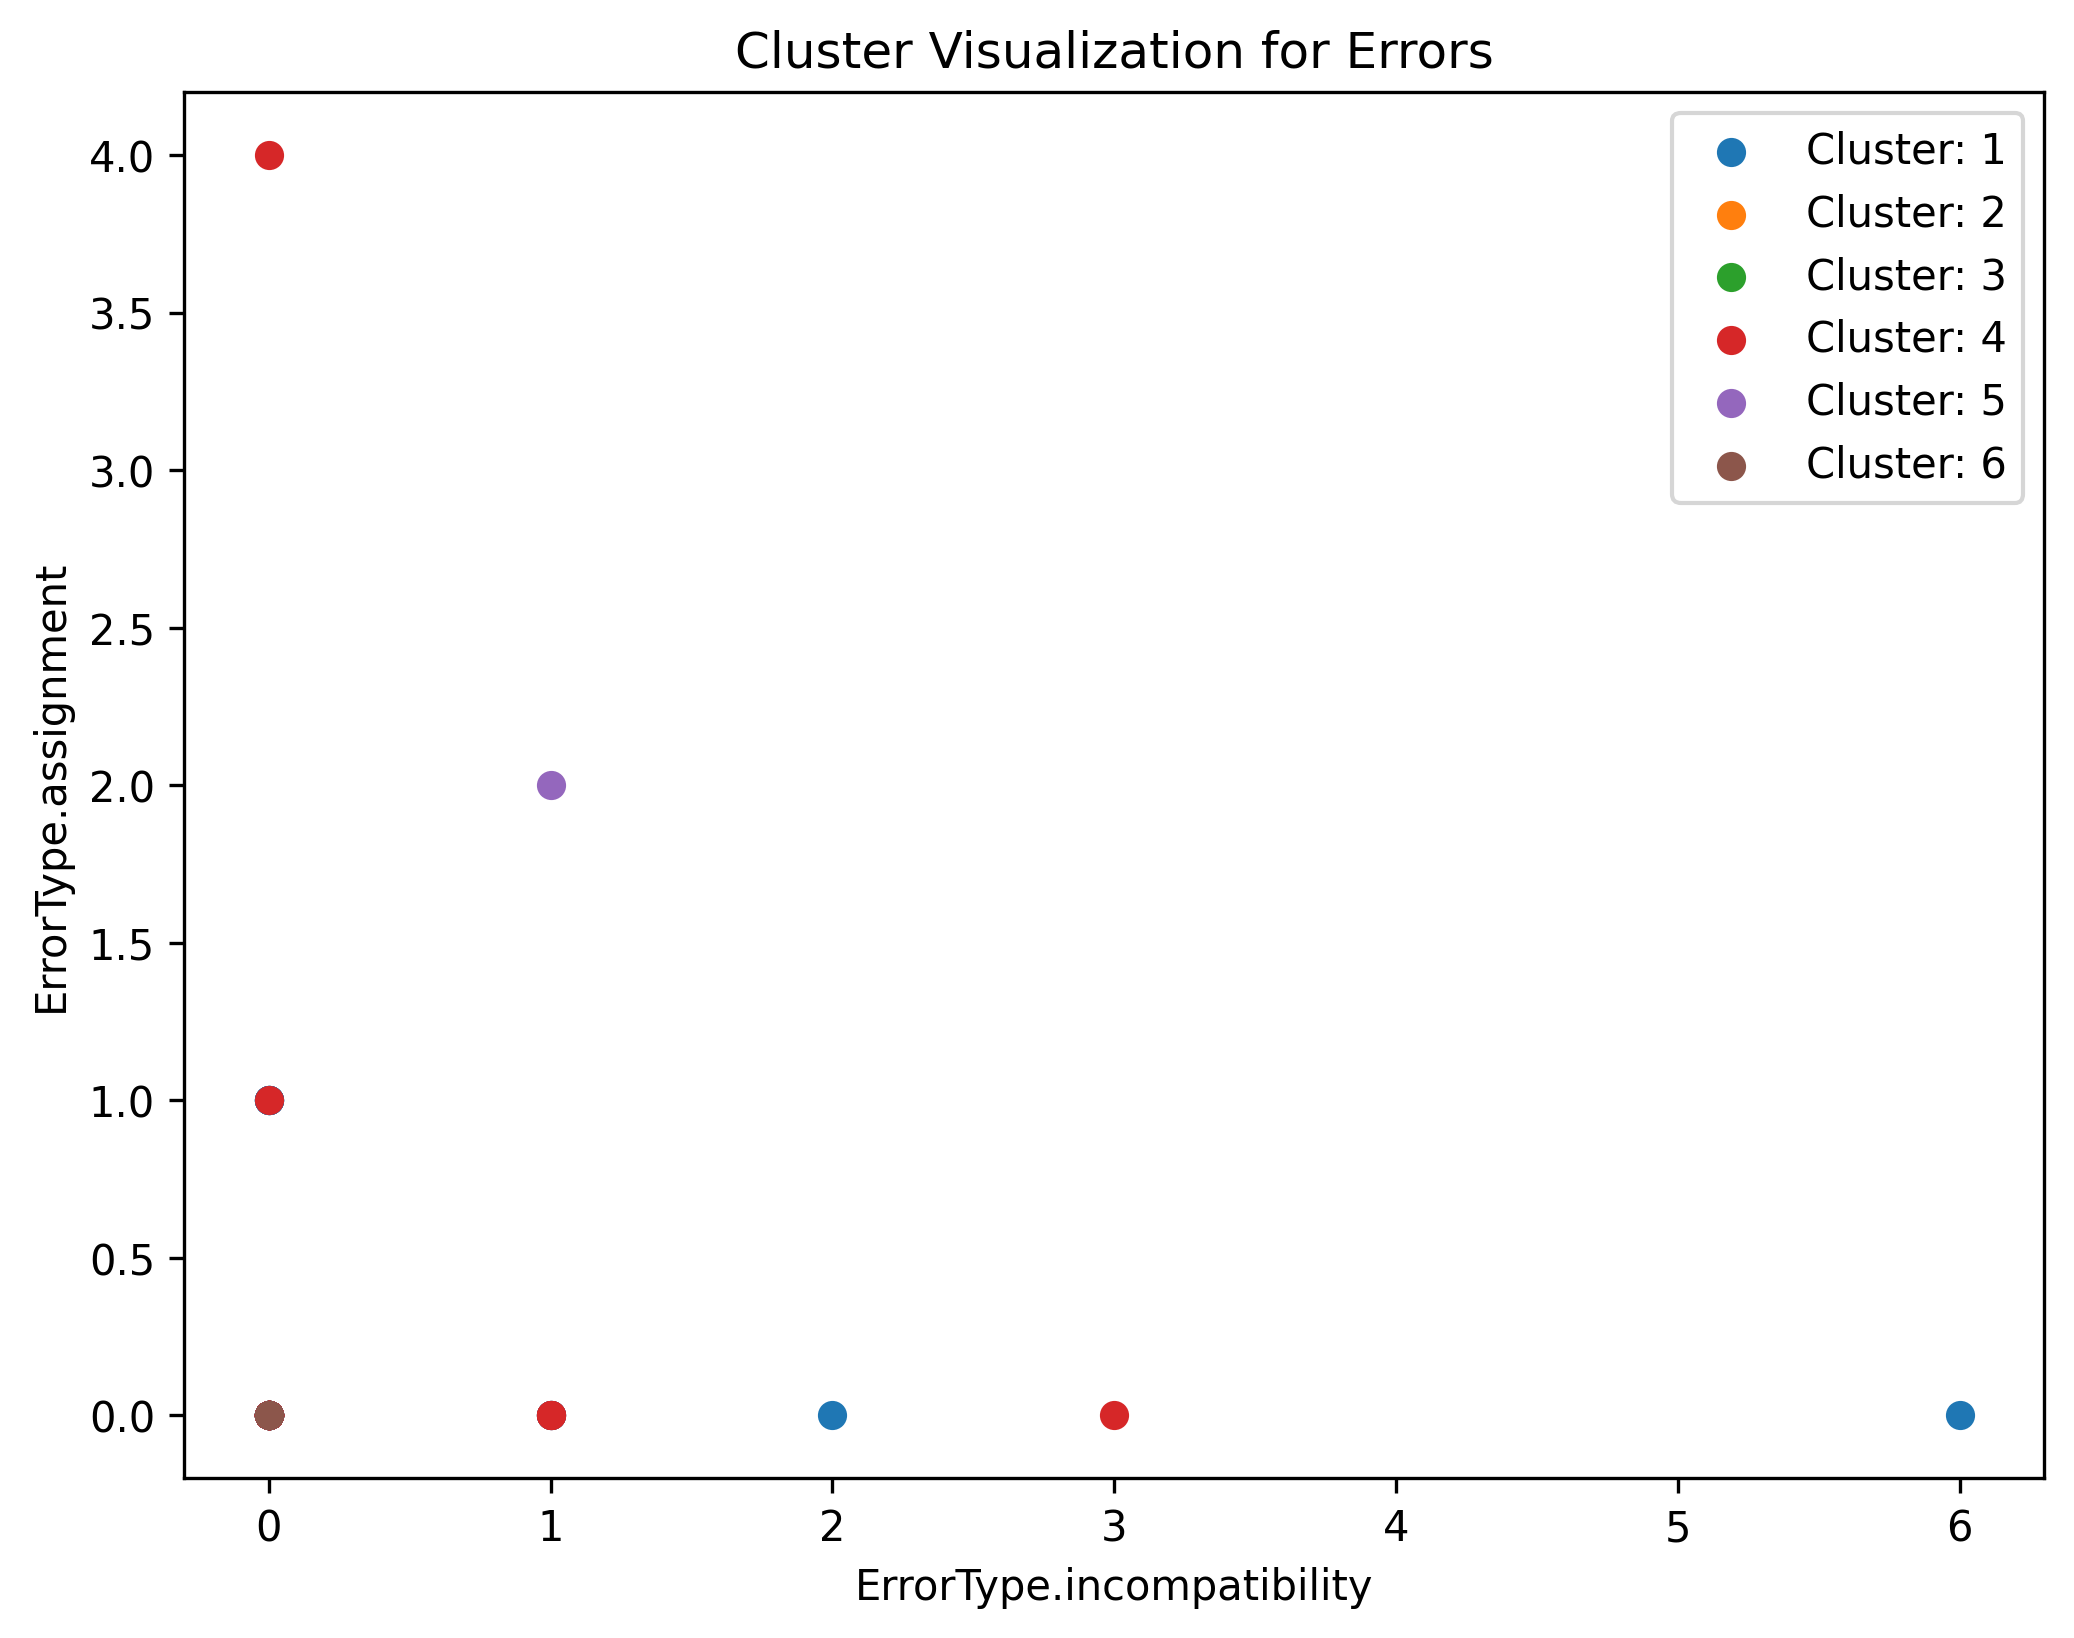 Cluster Visualization for Errors
Cluster: 1
Cluster: 2
Cluster: 3
Cluster: 4
Cluster: 5
Cluster: 6
ErrorType.assignment
4.0
3.5
3.0
2.5
2.0
1.5
1.0
0.5
0.0
0 1 2 3 4 5 6
ErrorType.incompatibility